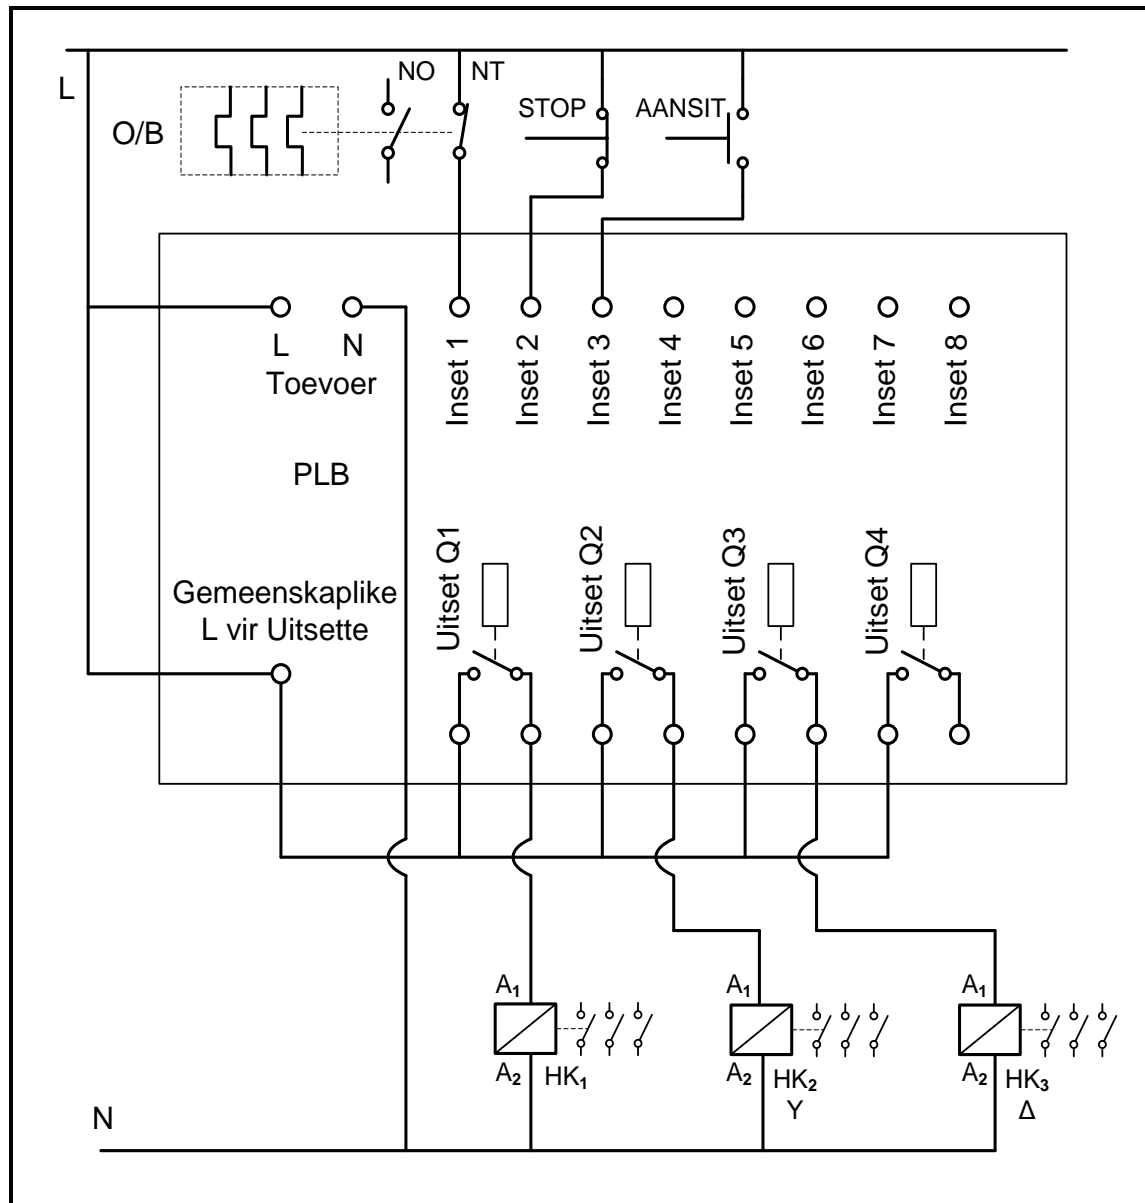 L
NO
NT
STOP
AANSIT
O/B
L
N
Toevoer
Inset 1
Inset 2
Inset 3
Inset 4
Inset 5
Inset 6
Inset 7
Inset 8
PLB
Gemeenskaplike
L vir Uitsette
Uitset Q1
Uitset Q2
Uitset Q3
Uitset Q4
A₁
A₁
A₁
A₂
HK₁
A₂
HK₂
Y
A₂
HK₃
Δ
N